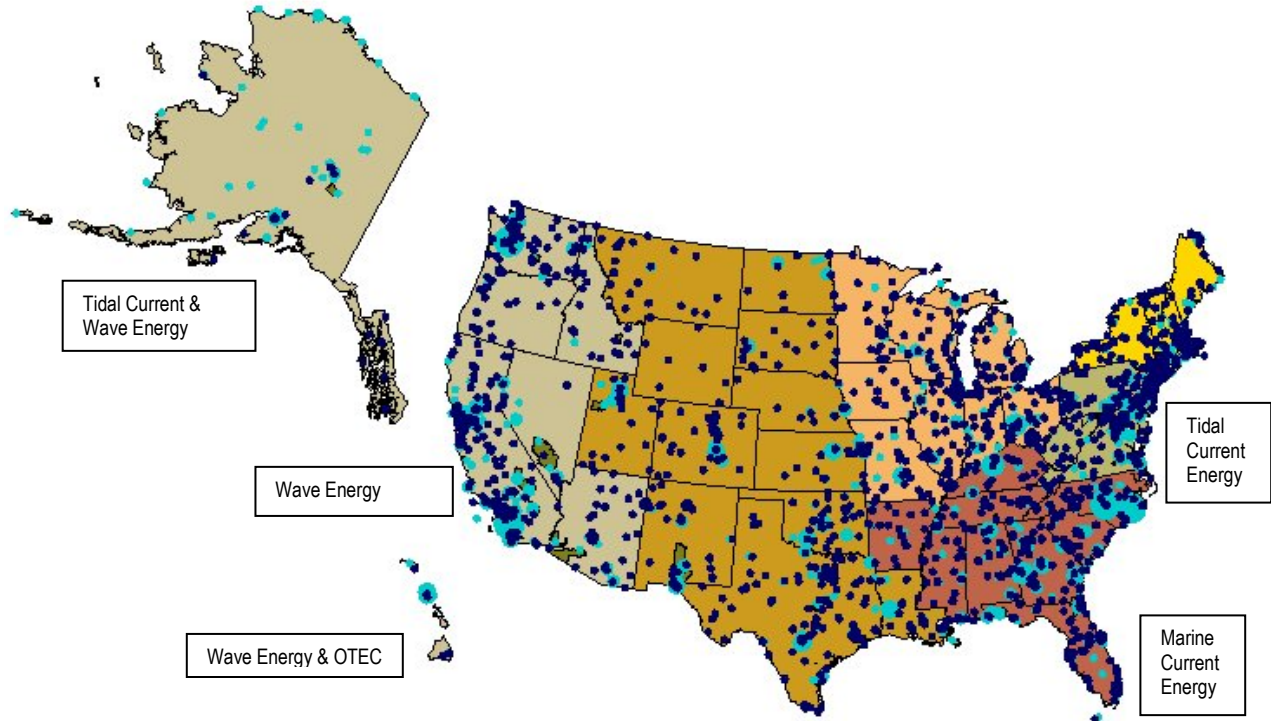 Tidal Current &
Wave Energy
Wave Energy
Tidal
Current
Energy
Wave Energy & OTEC
Marine
Current
Energy